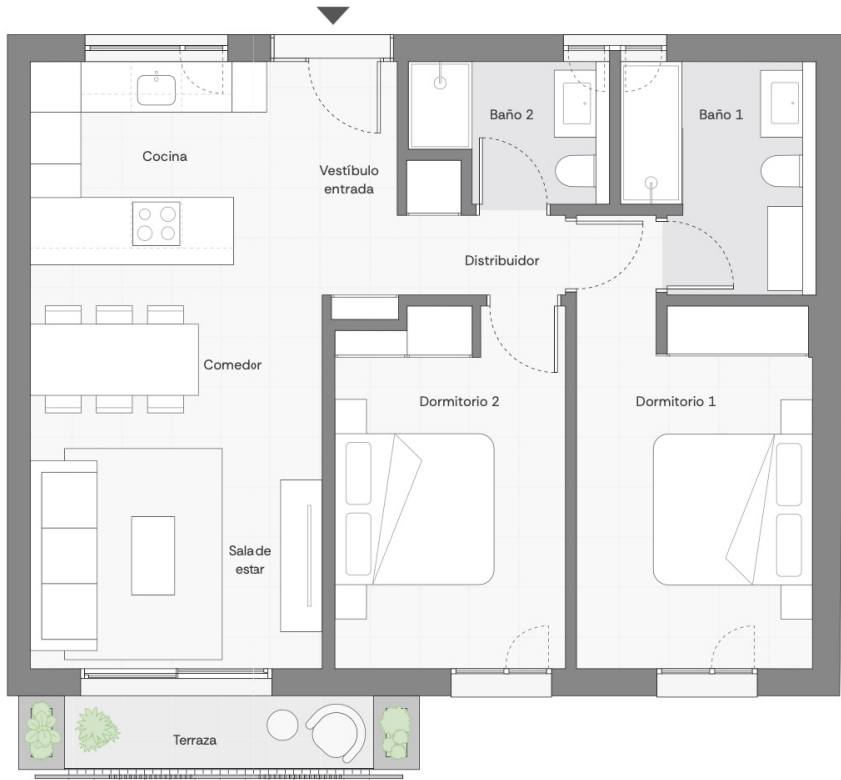 Baño 2
Baño 1
Cocina
Vestíbulo
entrada
Distribuidor
Comedor
Dormitorio 2
Dormitorio 1
Sala de
estar
Terraza